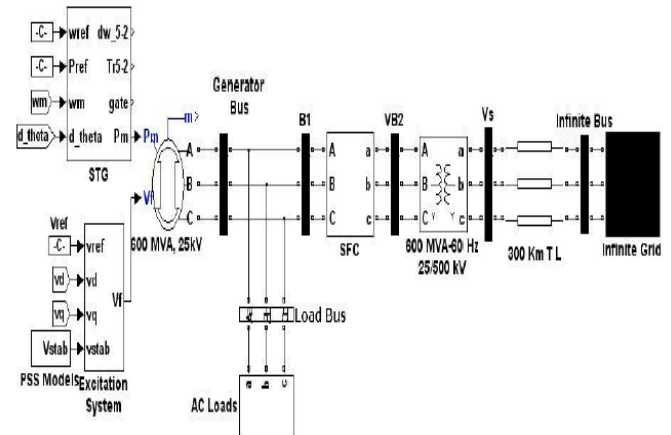 -C- wref dw_5-2
-C- Pref Tr5-2
wm wm gate
d_theta d_theta Pm
STG
Pm
m
Vf
A
B
C
600 MVA, 25kV
Generator
Bus
B1
A a
B b
C c
SFC
VB2
A a
B b
C c
Y Y
600 MVA-60 Hz
25/500 kV
Vs
300 Km T L
Infinite Bus
Infinite Grid
Vref
-C- vref
vd vd
vq vq
Vstab vstab
Vf
PSS Models
Excitation
System
Load Bus
a b c
AC Loads